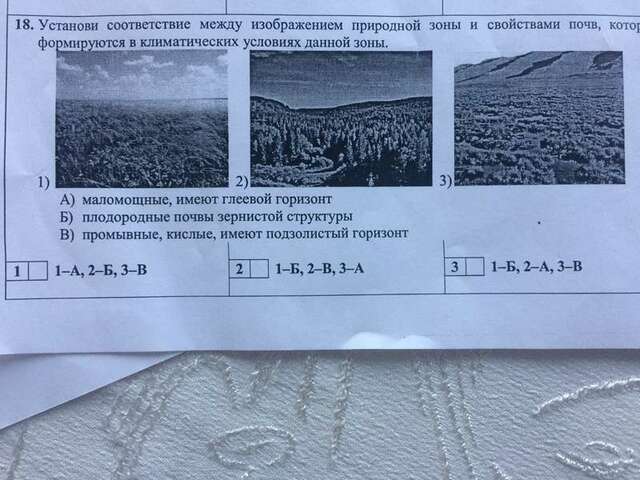 18. Установи соответствие между изображением природной зоны и свойствами почв, котор
формируются в климатических условиях данной зоны.
1) 2) 3)
А) маломощные, имеют глеевой горизонт
Б) плодородные почвы зернистой структуры
В) промывные, кислые, имеют подзолистый горизонт
1 1–А, 2–Б, 3–В 2 1–Б, 2–В, 3–А 3 1–Б, 2–А, 3–В